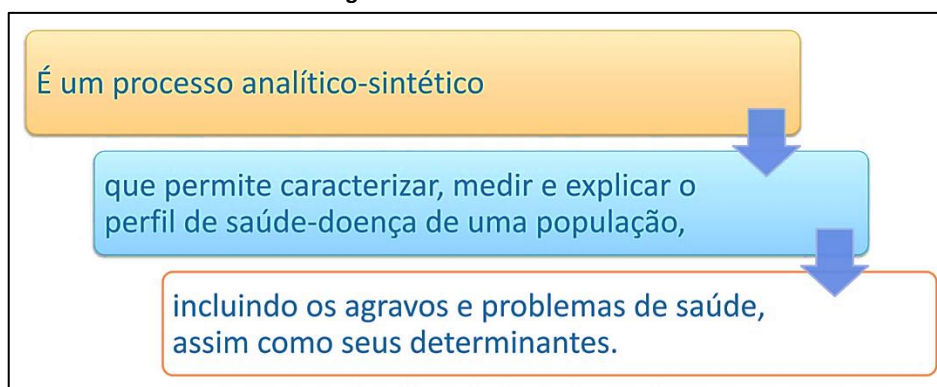 É um processo analítico-sintético
que permite caracterizar, medir e explicar o
perfil de saúde-doença de uma população,
incluindo os agravos e problemas de saúde,
assim como seus determinantes.